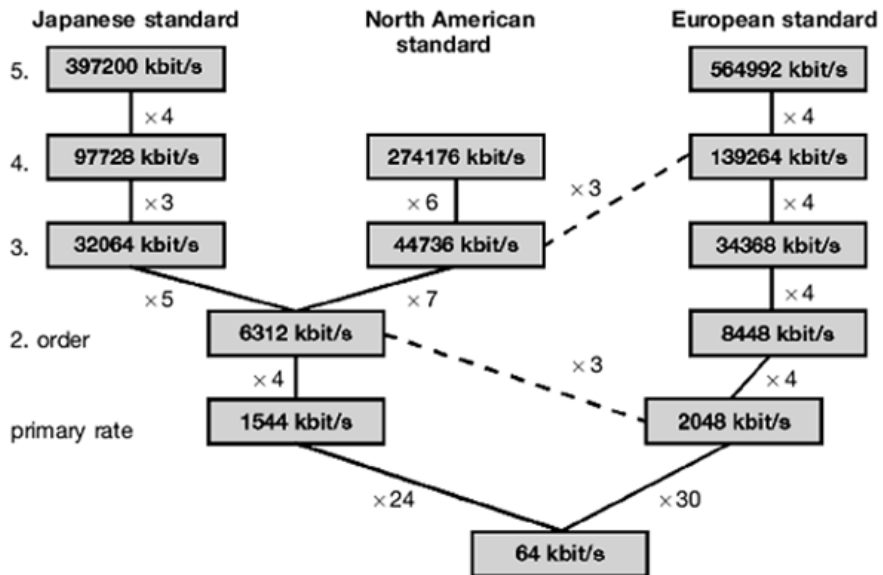 Japanese standard
North American
standard
European standard
5.
397200 kbit/s
564992 kbit/s
×4
×4
4.
97728 kbit/s
274176 kbit/s
139264 kbit/s
×3
×6
×3
×4
3.
32064 kbit/s
44736 kbit/s
34368 kbit/s
×5
×7
×4
2. order
6312 kbit/s
8448 kbit/s
×4
×3
×4
primary rate
1544 kbit/s
2048 kbit/s
×24
×30
64 kbit/s